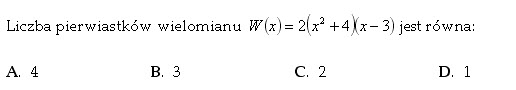 Liczba pierwiastków wielomianu W(x) = 2(x² + 4)(x − 3) jest równa:
A. 4 B. 3 C. 2 D. 1